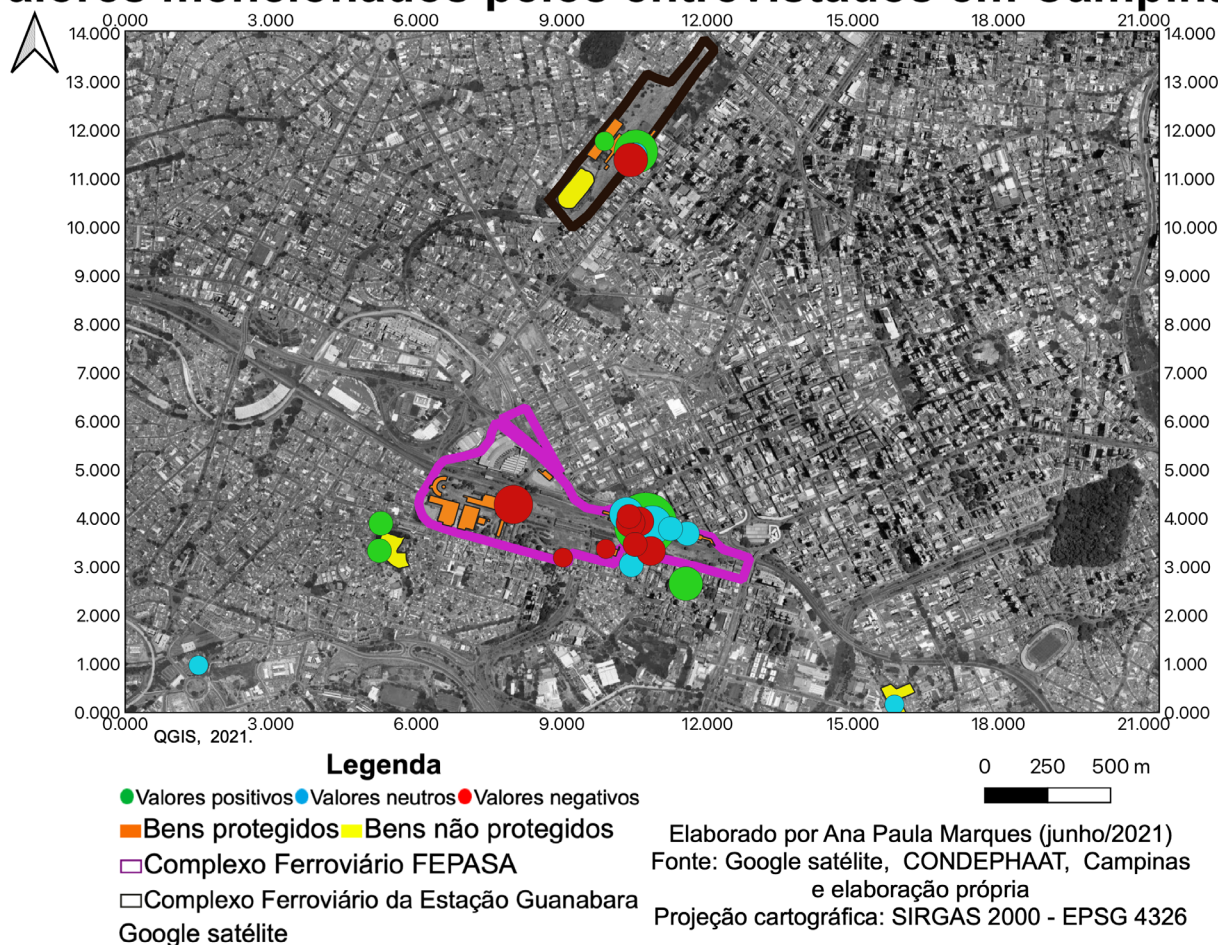 alores mencionados pelos entrevistados em Campina
0.000 3.000 6.000 9.000 12.000 15.000 18.000 21.000
14.000 14.000
13.000 13.000
12.000 12.000
11.000 11.000
10.000 10.000
9.000 9.000
8.000 8.000
7.000 7.000
6.000 6.000
5.000 5.000
4.000 4.000
3.000 3.000
2.000 2.000
1.000 1.000
0.000 0.000
0.000 3.000 6.000 9.000 12.000 15.000 18.000 21.000
QGIS, 2021.
Legenda
Valores positivos Valores neutros Valores negativos
Bens protegidos Bens não protegidos
Complexo Ferroviário FEPASA
Complexo Ferroviário da Estação Guanabara
Google satélite
0 250 500 m
Elaborado por Ana Paula Marques (junho/2021)
Fonte: Google satélite, CONDEPHAAT, Campinas
e elaboração própria
Projeção cartográfica: SIRGAS 2000 - EPSG 4326